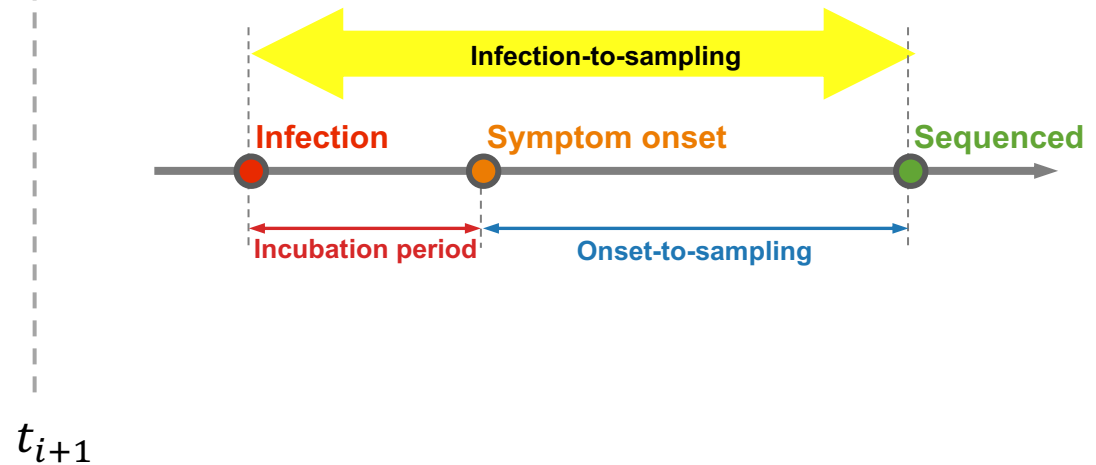 Infection-to-sampling
Infection
Symptom onset
Sequenced
Incubation period
Onset-to-sampling
t_{i+1}